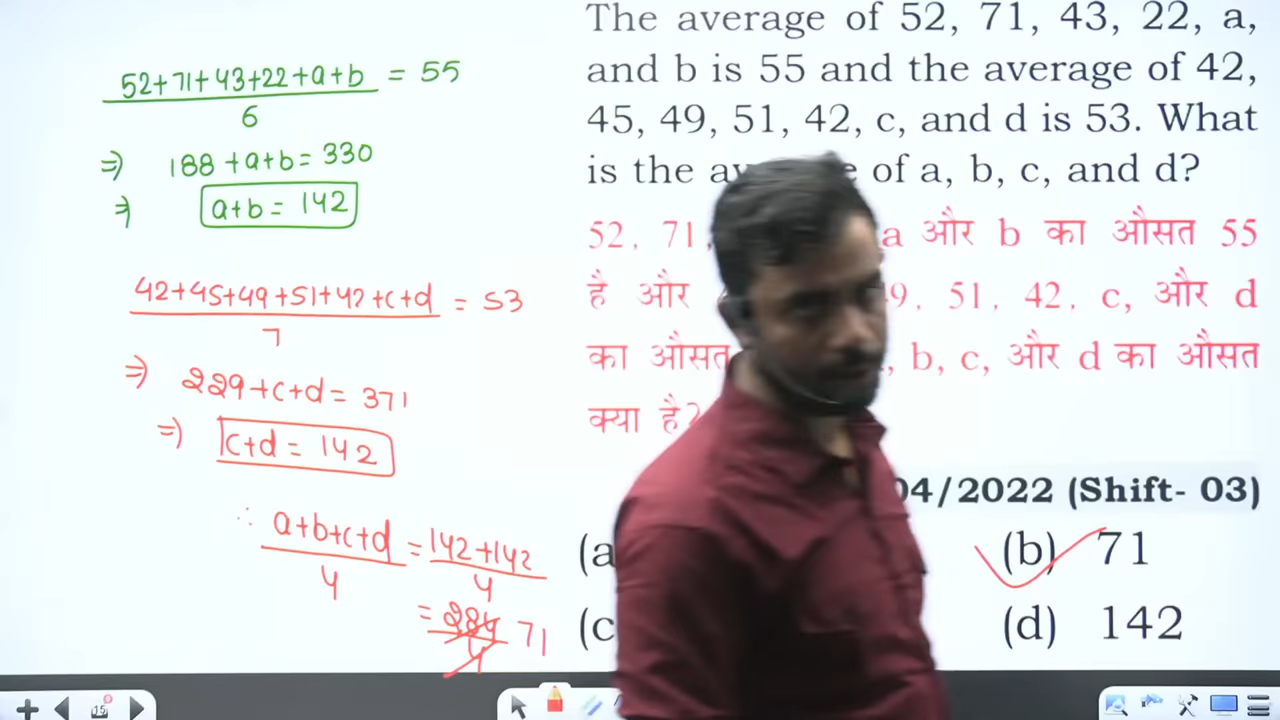 52+71+43+22+a+b = 55
6
⇒ 188+a+b = 330
⇒ a+b = 142
42+45+49+51+42+c+d = 53
7
⇒ 229+c+d = 371
⇒ c+d = 142
∴ a+b+c+d = 142+142
4 4
= 284 71
4
The average of 52, 71, 43, 22, a,
and b is 55 and the average of 42,
45, 49, 51, 42, c, and d is 53. What
is the of a, b, c, and d?
52, 71, a और b का औसत 55
है और 9, 51, 42, c, और d
का औसत b, c, और d का औसत
क्या है?
04/2022 (Shift- 03)
(a (b) 71
(c (d) 142
15